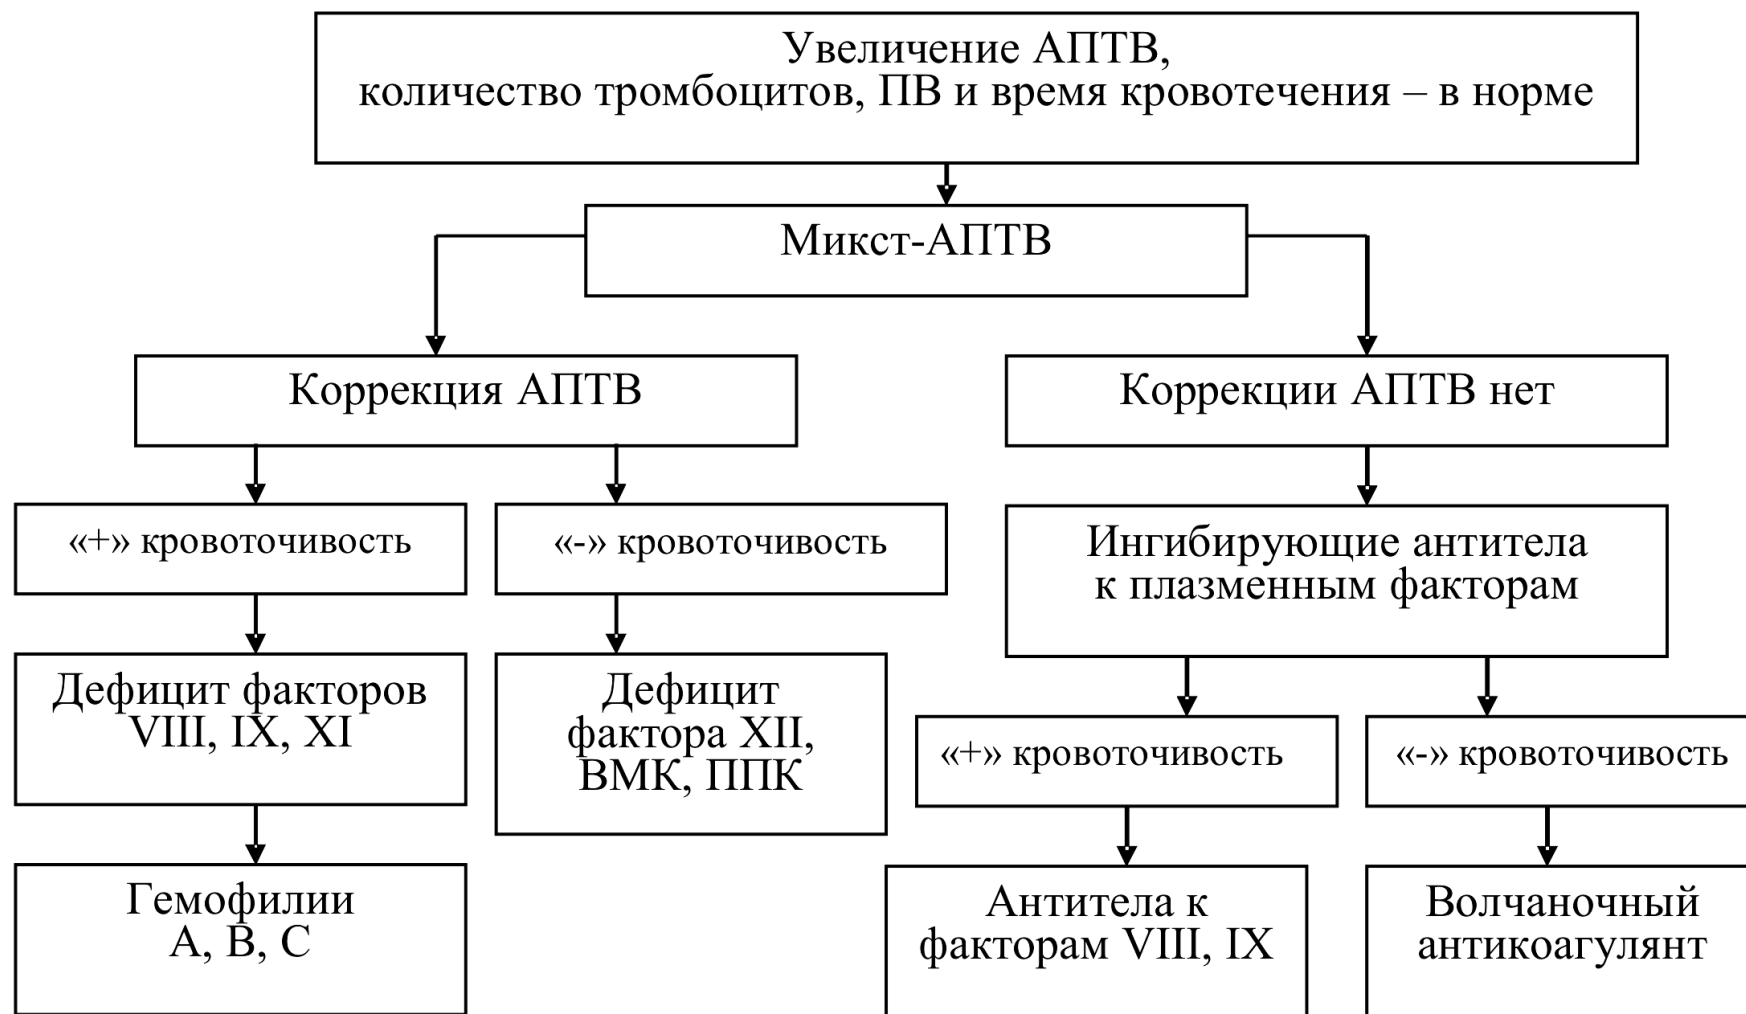 Увеличение АПТВ,
количество тромбоцитов, ПВ и время кровотечения – в норме
Микст-АПТВ
Коррекция АПТВ
Коррекции АПТВ нет
«+» кровоточивость
«-» кровоточивость
Ингибирующие антитела
к плазменным факторам
Дефицит факторов
VIII, IX, XI
Дефицит
фактора XII,
ВМК, ППК
«+» кровоточивость
«-» кровоточивость
Гемофилии
А, В, С
Антитела к
факторам VIII, IX
Волчаночный
антикоагулянт